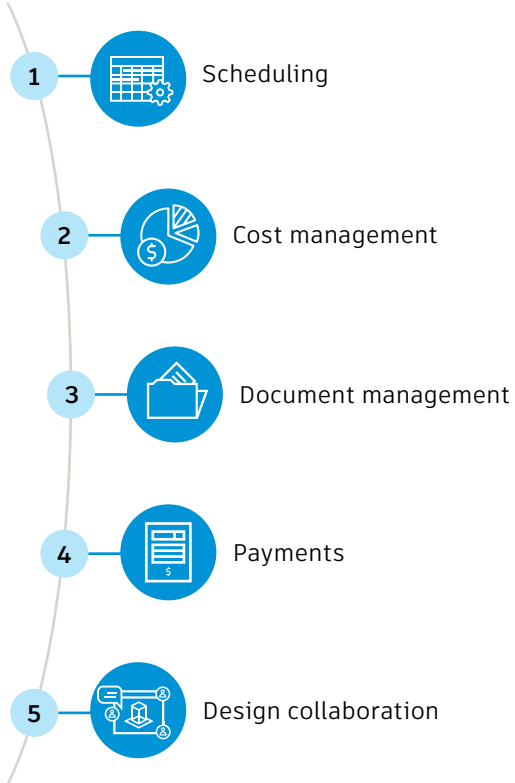 1 Scheduling
2 Cost management
$
3 Document management
4 Payments
$
5 Design collaboration